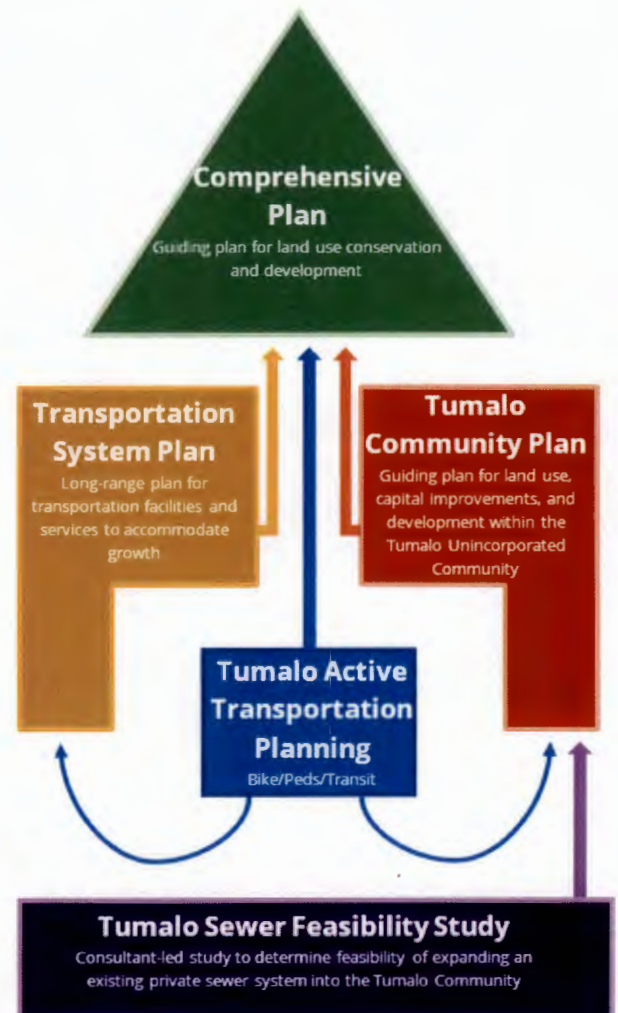 Comprehensive
Plan
Guiding plan for land use conservation
and development
Transportation
System Plan
Long-range plan for
transportation facilities and
services to accommodate
growth
Tumalo
Community Plan
Guiding plan for land use,
capital improvements, and
development within the
Tumalo Unincorporated
Community
Tumalo Active
Transportation
Planning
Bike/Peds/Transit
Tumalo Sewer Feasibility Study
Consultant-led study to determine feasibility of expanding an
existing private sewer system into the Tumalo Community